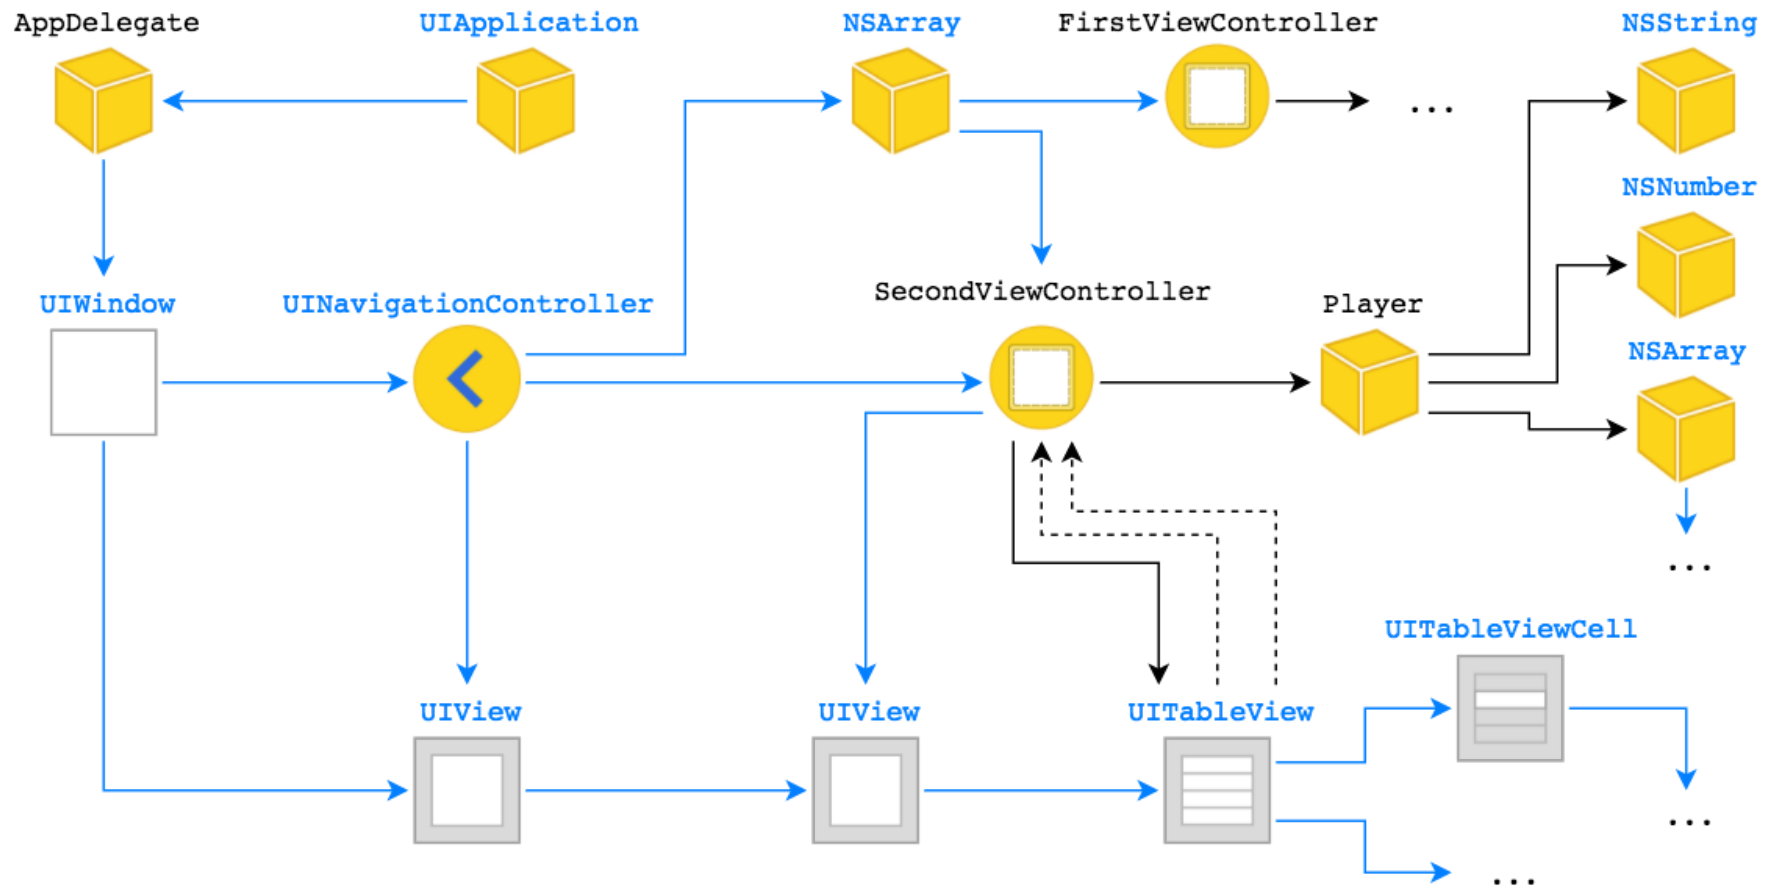 AppDelegate
UIApplication
NSArray
FirstViewController
NSString
...
NSNumber
UIWindow
UINavigationController
SecondViewController
Player
NSArray
...
UITableViewCell
UIView
UIView
UITableView
...
...